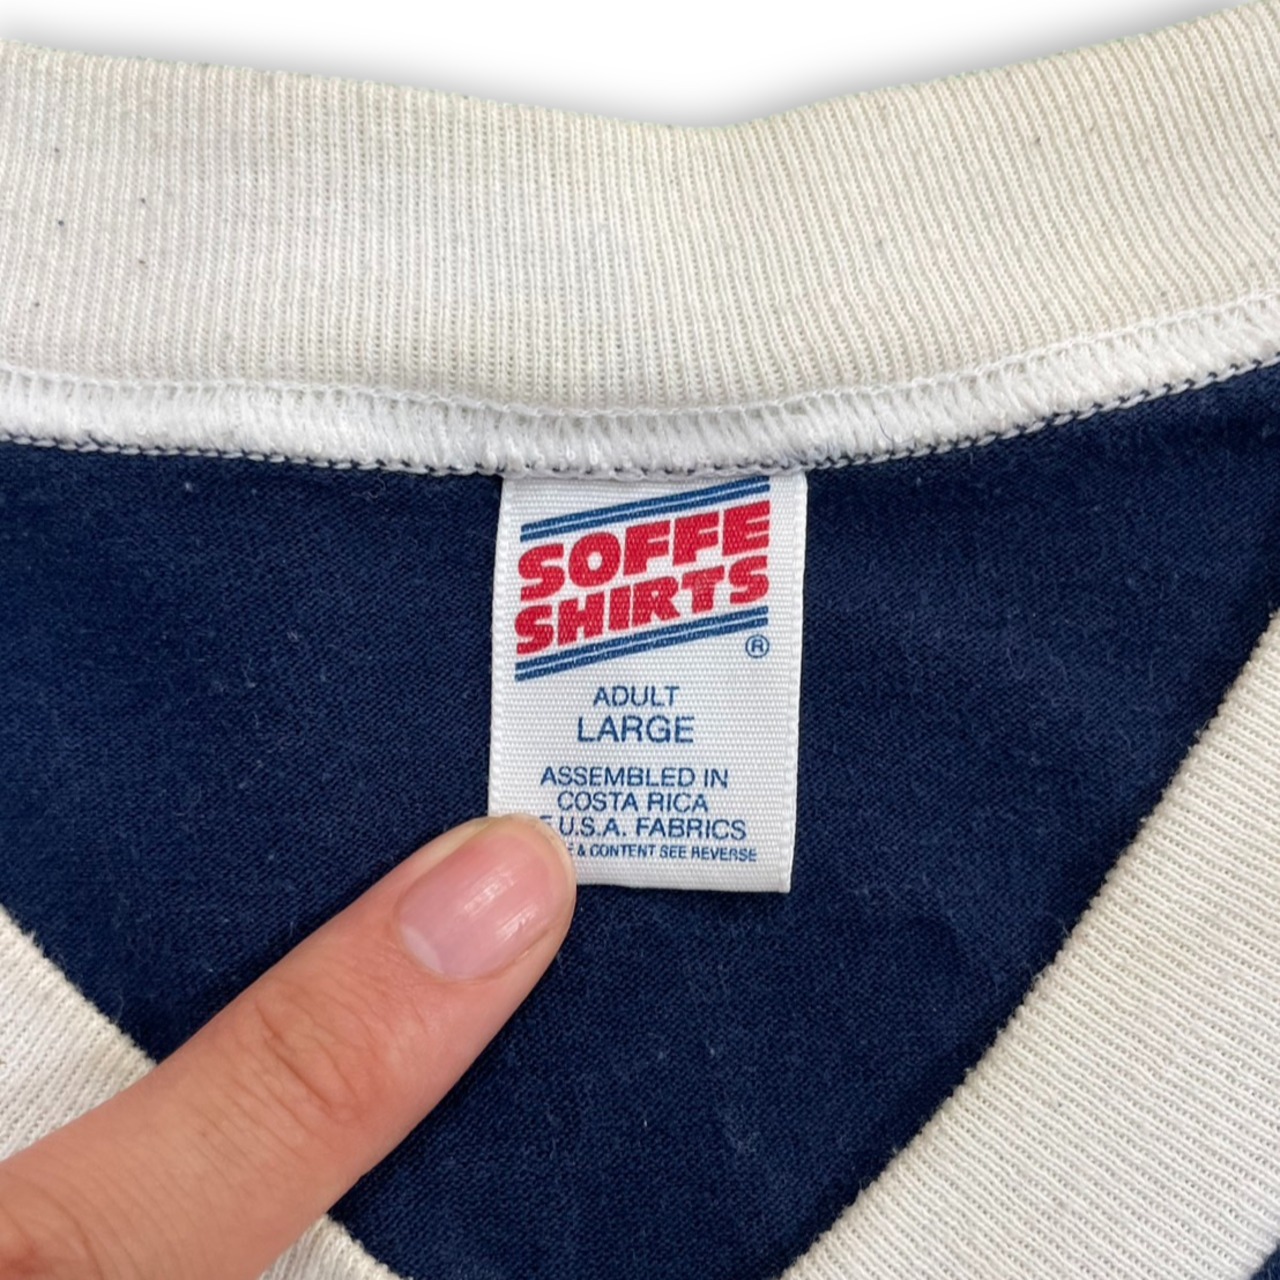 SOFFE
SHIRTS
®
ADULT
LARGE
ASSEMBLED IN
COSTA RICA
U.S.A. FABRICS
& CONTENT SEE REVERSE